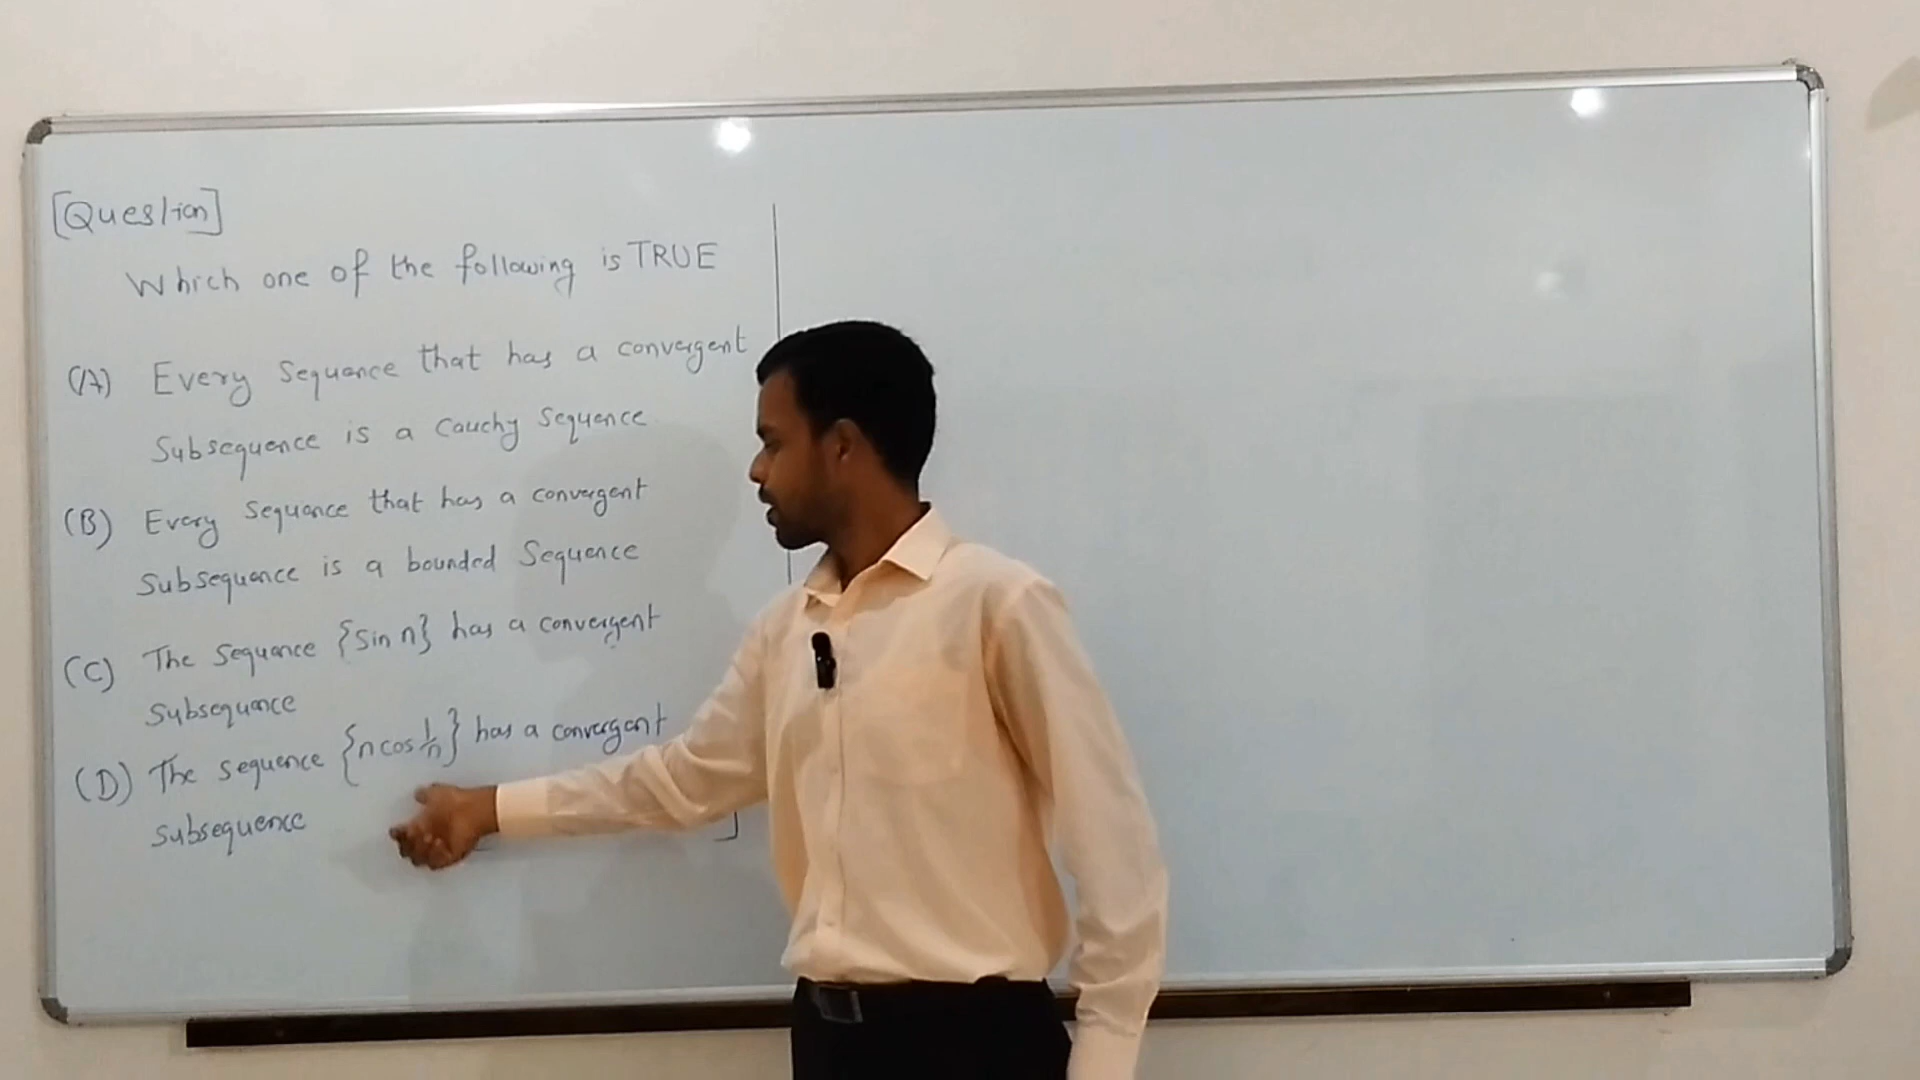 [Question]
Which one of the following is TRUE
(A) Every Sequence that has a convergent
Subsequence is a Cauchy Sequence
(B) Every Sequence that has a convergent
Subsequence is a bounded Sequence
(C) The Sequence {Sin n} has a convergent
Subsequence
(D) The Sequence {n cos 1/n} has a convergent
Subsequence